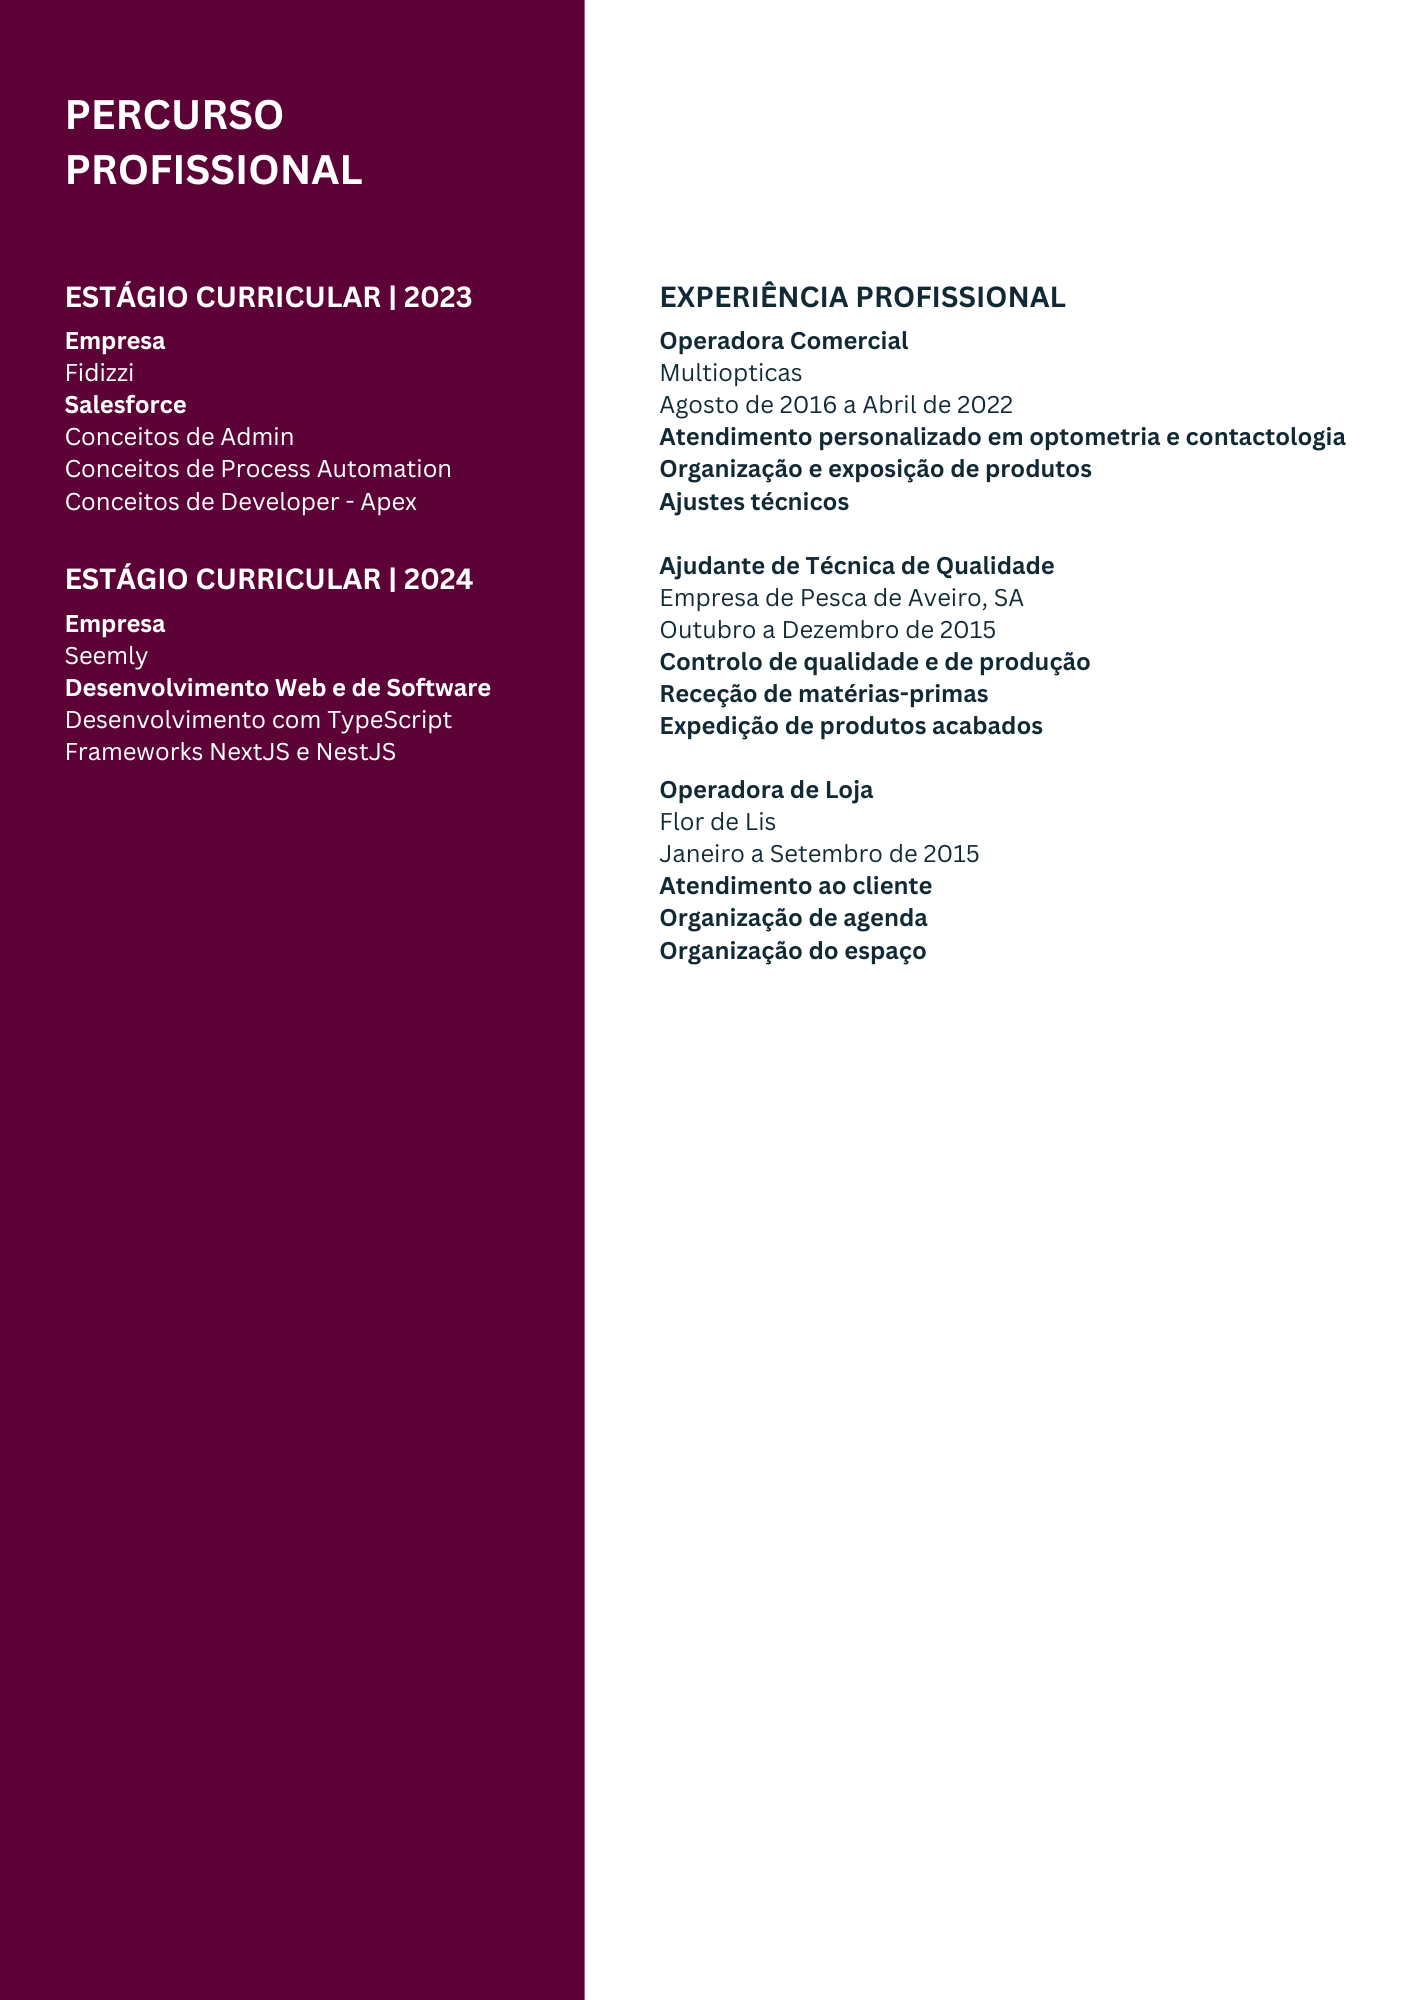 PERCURSO
PROFISSIONAL
ESTÁGIO CURRICULAR | 2023
Empresa
Fidizzi
Salesforce
Conceitos de Admin
Conceitos de Process Automation
Conceitos de Developer - Apex
ESTÁGIO CURRICULAR | 2024
Empresa
Seemly
Desenvolvimento Web e de Software
Desenvolvimento com TypeScript
Frameworks NextJS e NestJS
EXPERIÊNCIA PROFISSIONAL
Operadora Comercial
Multiopticas
Agosto de 2016 a Abril de 2022
Atendimento personalizado em optometria e contactologia
Organização e exposição de produtos
Ajustes técnicos
Ajudante de Técnica de Qualidade
Empresa de Pesca de Aveiro, SA
Outubro a Dezembro de 2015
Controlo de qualidade e de produção
Receção de matérias-primas
Expedição de produtos acabados
Operadora de Loja
Flor de Lis
Janeiro a Setembro de 2015
Atendimento ao cliente
Organização de agenda
Organização do espaço